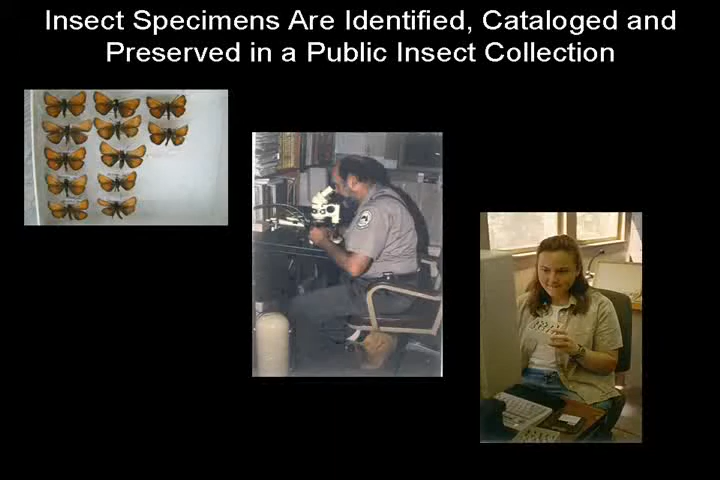 Insect Specimens Are Identified, Cataloged and
Preserved in a Public Insect Collection